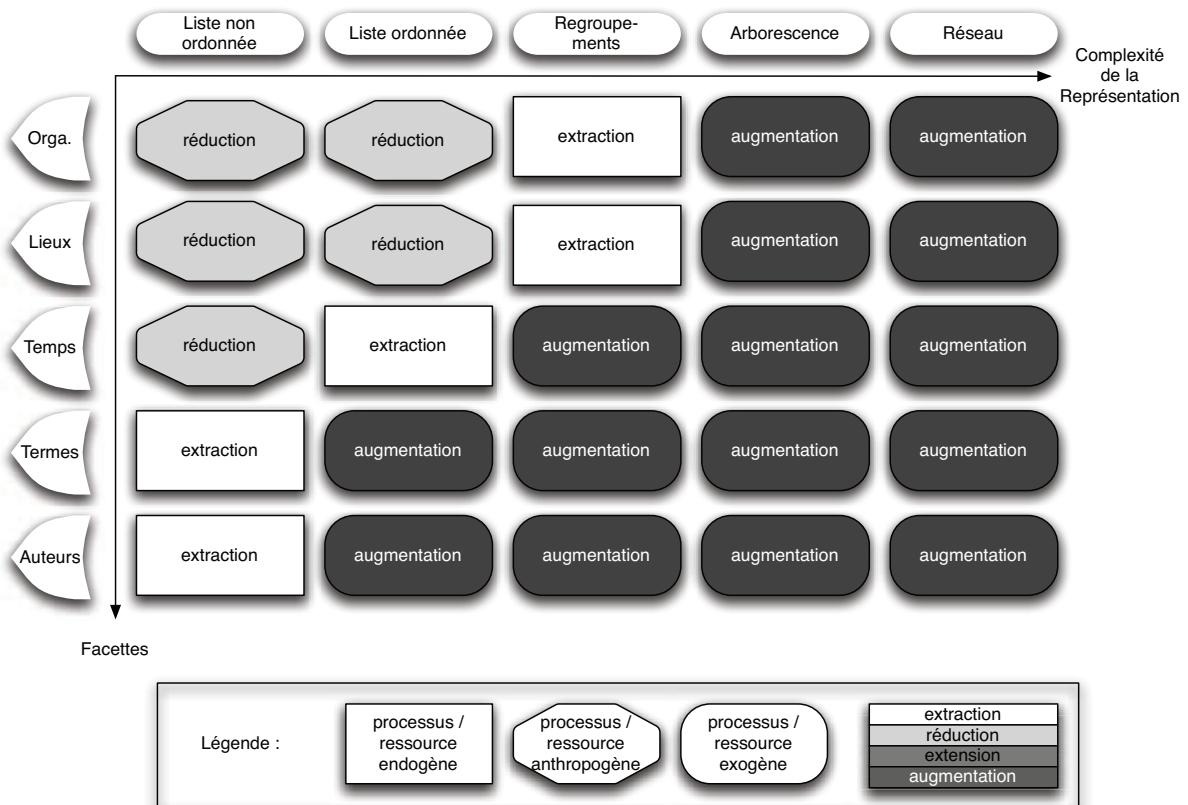 Liste non
ordonnée
Liste ordonnée
Regroupe-
ments
Arborescence
Réseau
Complexité
de la
Représentation
Orga.
réduction
réduction
extraction
augmentation
augmentation
Lieux
réduction
réduction
extraction
augmentation
augmentation
Temps
réduction
extraction
augmentation
augmentation
augmentation
Termes
extraction
augmentation
augmentation
augmentation
augmentation
Auteurs
extraction
augmentation
augmentation
augmentation
augmentation
Facettes
Légende :
processus /
ressource
endogène
processus /
ressource
anthropogène
processus /
ressource
exogène
extraction
réduction
extension
augmentation